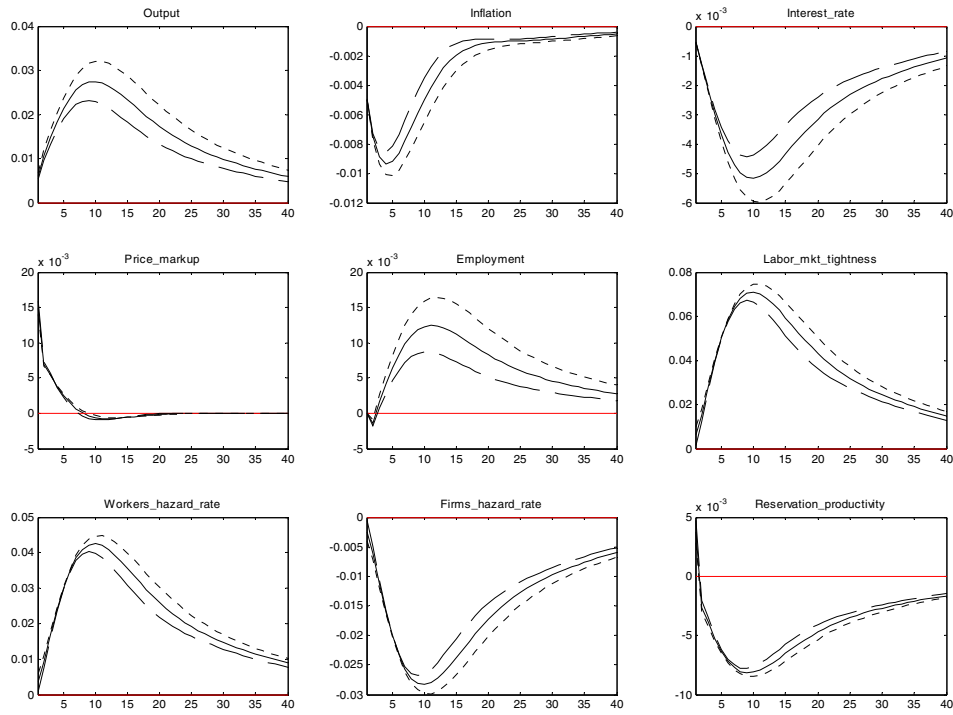 Output
0.04
0.03
0.02
0.01
0
5 10 15 20 25 30 35 40
Inflation
0
-0.002
-0.004
-0.006
-0.008
-0.01
-0.012
5 10 15 20 25 30 35 40
Interest_rate
x 10^-3
0
-1
-2
-3
-4
-5
-6
5 10 15 20 25 30 35 40
Price_markup
x 10^-3
20
15
10
5
0
-5
5 10 15 20 25 30 35 40
Employment
x 10^-3
20
15
10
5
0
-5
5 10 15 20 25 30 35 40
Labor_mkt_tightness
0.08
0.06
0.04
0.02
0
5 10 15 20 25 30 35 40
Workers_hazard_rate
0.05
0.04
0.03
0.02
0.01
0
5 10 15 20 25 30 35 40
Firms_hazard_rate
0
-0.005
-0.01
-0.015
-0.02
-0.025
-0.03
5 10 15 20 25 30 35 40
Reservation_productivity
x 10^-3
5
0
-5
-10
5 10 15 20 25 30 35 40